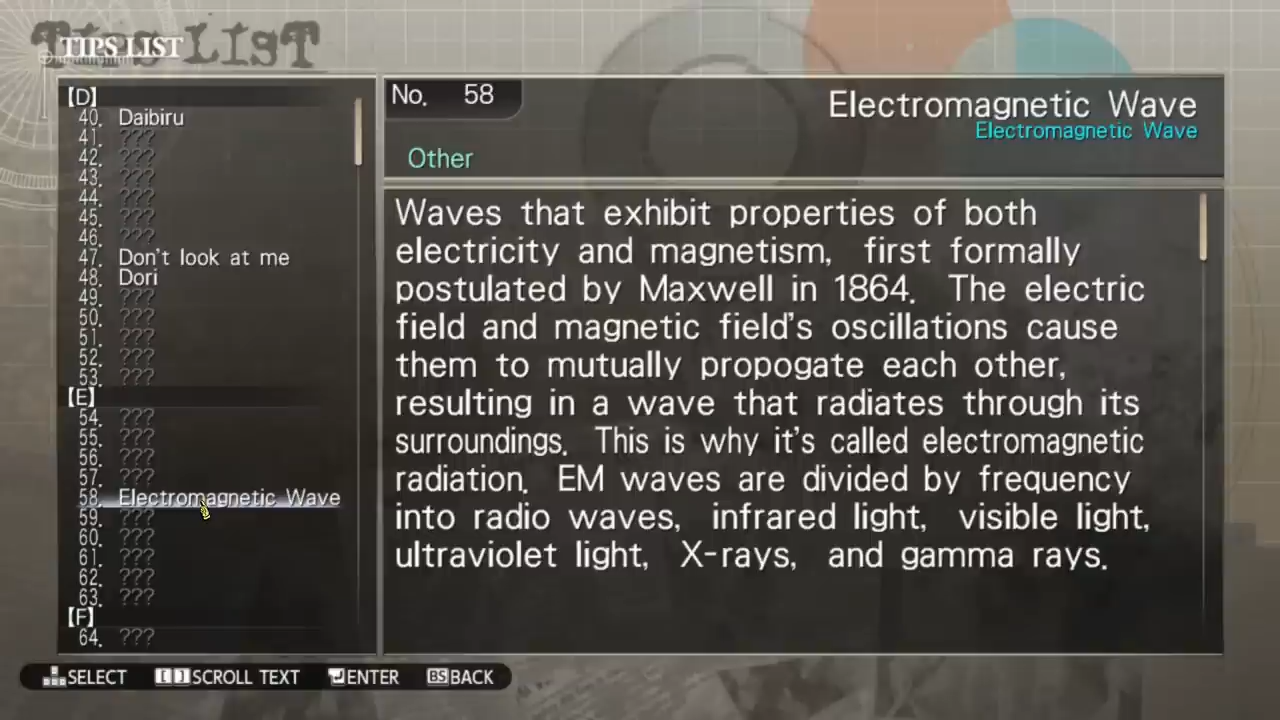 TIPS LIST
TIPS LIST
【D】
40. Daibiru
41. ???
42. ???
43. ???
44. ???
45. ???
46. ???
47. Don't look at me
48. Dori
49. ???
50. ???
51. ???
52. ???
53. ???
【E】
54. ???
55. ???
56. ???
57. ???
58. Electromagnetic Wave
59. ???
60. ???
61. ???
62. ???
63. ???
【F】
64. ???
No. 58
Electromagnetic Wave
Electromagnetic Wave
Other
Waves that exhibit properties of both
electricity and magnetism, first formally
postulated by Maxwell in 1864. The electric
field and magnetic field's oscillations cause
them to mutually propogate each other,
resulting in a wave that radiates through its
surroundings. This is why it's called electromagnetic
radiation. EM waves are divided by frequency
into radio waves, infrared light, visible light,
ultraviolet light, X-rays, and gamma rays.
SELECT [ ] SCROLL TEXT ENTER BS BACK